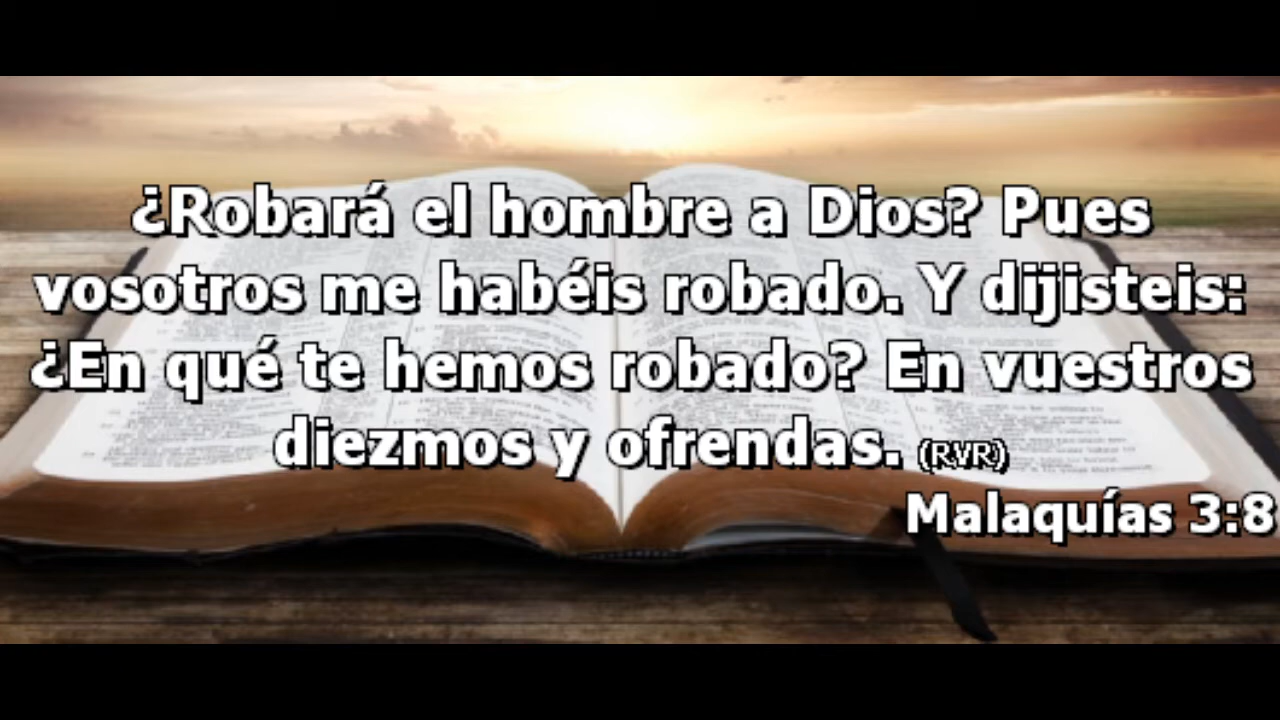 ¿Robará el hombre a Dios? Pues
vosotros me habéis robado. Y dijisteis:
¿En qué te hemos robado? En vuestros
diezmos y ofrendas. (RVR)
Malaquías 3:8